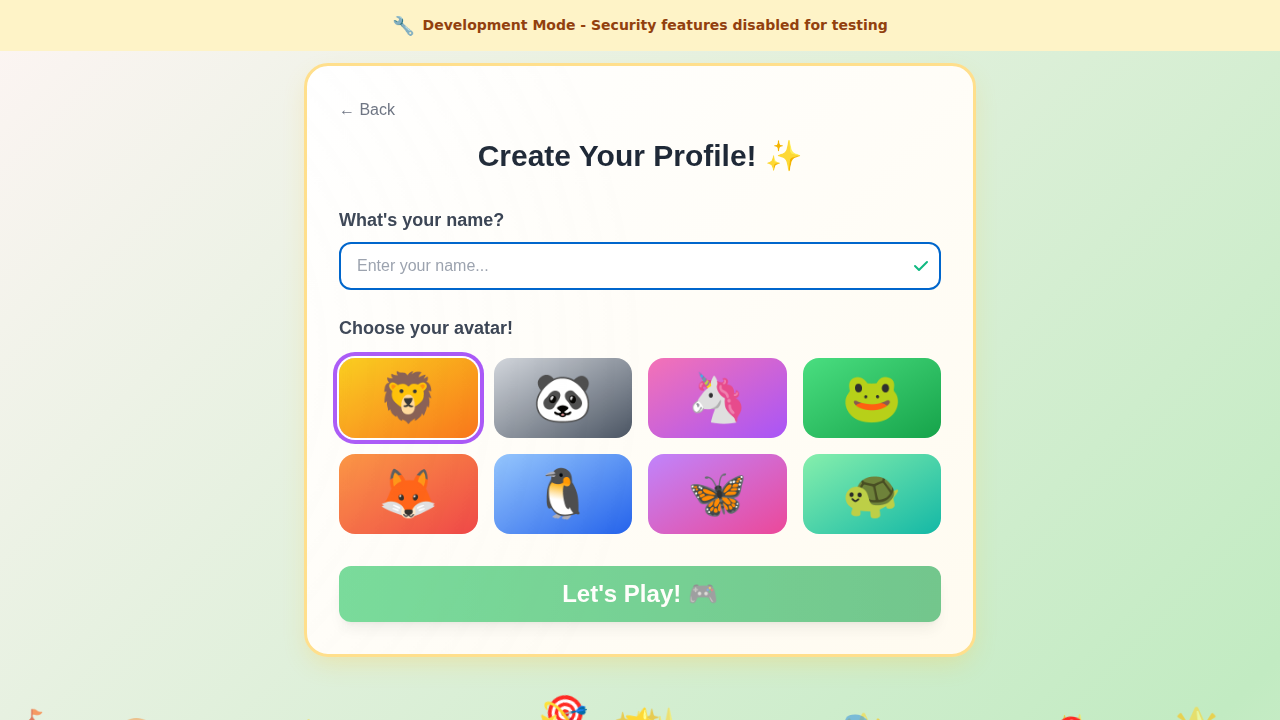 🔧 Development Mode - Security features disabled for testing
← Back
Create Your Profile! ✨
What's your name?
Enter your name...
Choose your avatar!
Let's Play! 🎮